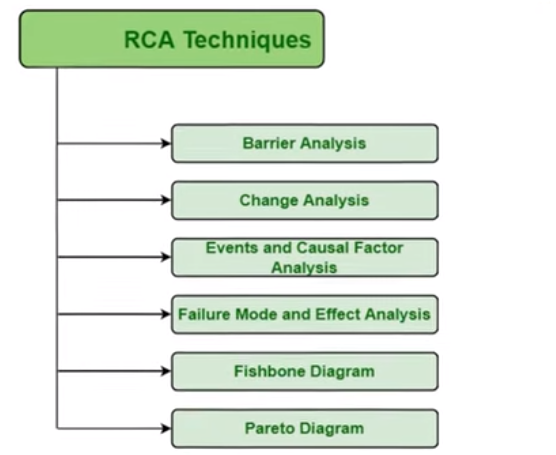 RCA Techniques
Barrier Analysis
Change Analysis
Events and Causal Factor
Analysis
Failure Mode and Effect Analysis
Fishbone Diagram
Pareto Diagram